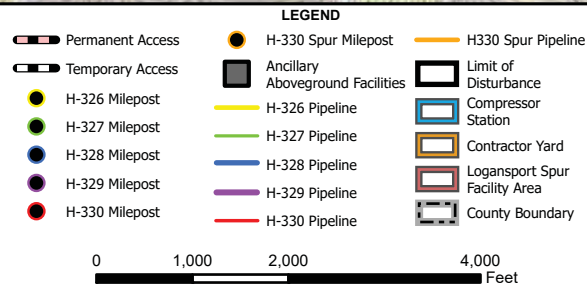 LEGEND
Permanent Access
Temporary Access
H-326 Milepost
H-327 Milepost
H-328 Milepost
H-329 Milepost
H-330 Milepost
H-330 Spur Milepost
Ancillary
Aboveground Facilities
H-326 Pipeline
H-327 Pipeline
H-328 Pipeline
H-329 Pipeline
H-330 Pipeline
H330 Spur Pipeline
Limit of
Disturbance
Compressor
Station
Contractor Yard
Logansport Spur
Facility Area
County Boundary
0 1,000 2,000 4,000
Feet